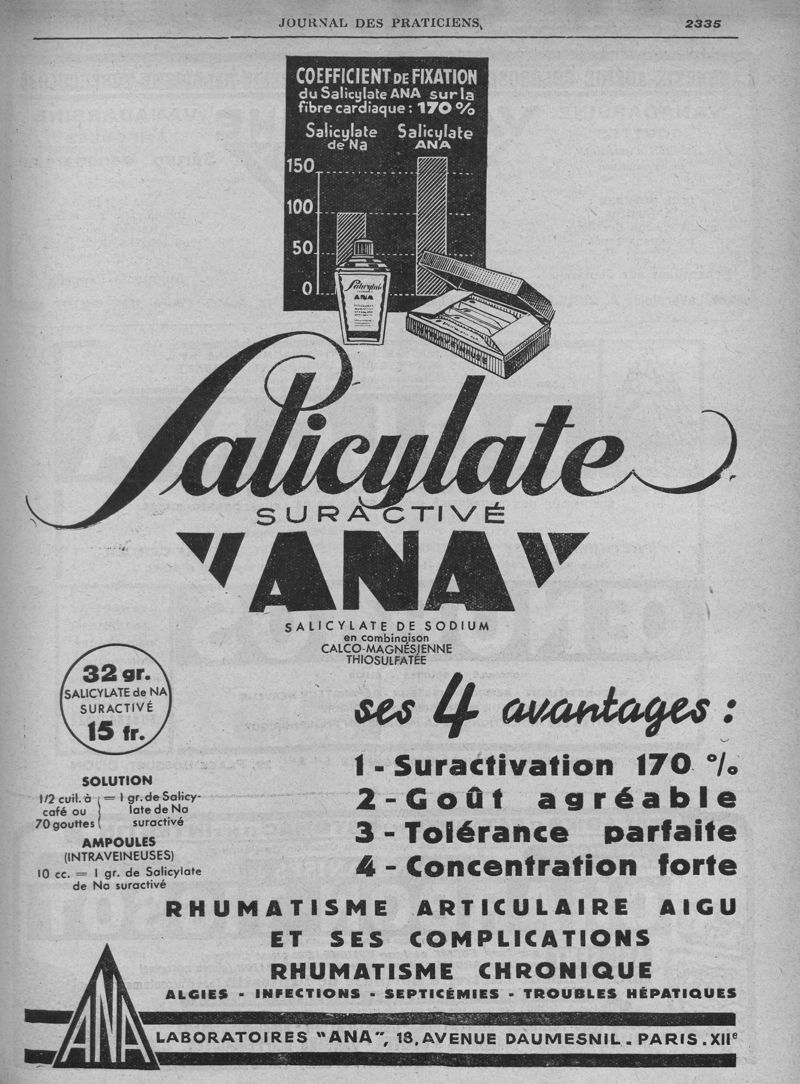 JOURNAL DES PRATICIENS,
2335
COEFFICIENT DE FIXATION
du Salicylate ANA sur la
fibre cardiaque : 170 %
Salicylate
de Na
Salicylate
ANA
150
100
50
0
Salicylate
ANA
Salicylate
SURACTIVÉ
"ANA"
SALICYLATE DE SODIUM
en combinaison
CALCO-MAGNÉSIENNE
THIOSULFATÉE
32 gr.
SALICYLATE de NA
SURACTIVÉ
15 fr.
ses 4 avantages :
1 - Suractivation 170 %
2 - Goût agréable
3 - Tolérance parfaite
4 - Concentration forte
SOLUTION
1/2 cuil. à
café ou
70 gouttes
= 1 gr. de Salicy-
late de Na
suractivé
AMPOULES
(INTRAVEINEUSES)
10 cc. = 1 gr. de Salicylate
de Na suractivé
RHUMATISME ARTICULAIRE AIGU
ET SES COMPLICATIONS
RHUMATISME CHRONIQUE
ALGIES - INFECTIONS - SEPTICÉMIES - TROUBLES HÉPATIQUES
ANA
LABORATOIRES "ANA", 18, AVENUE DAUMESNIL. PARIS. XIIe